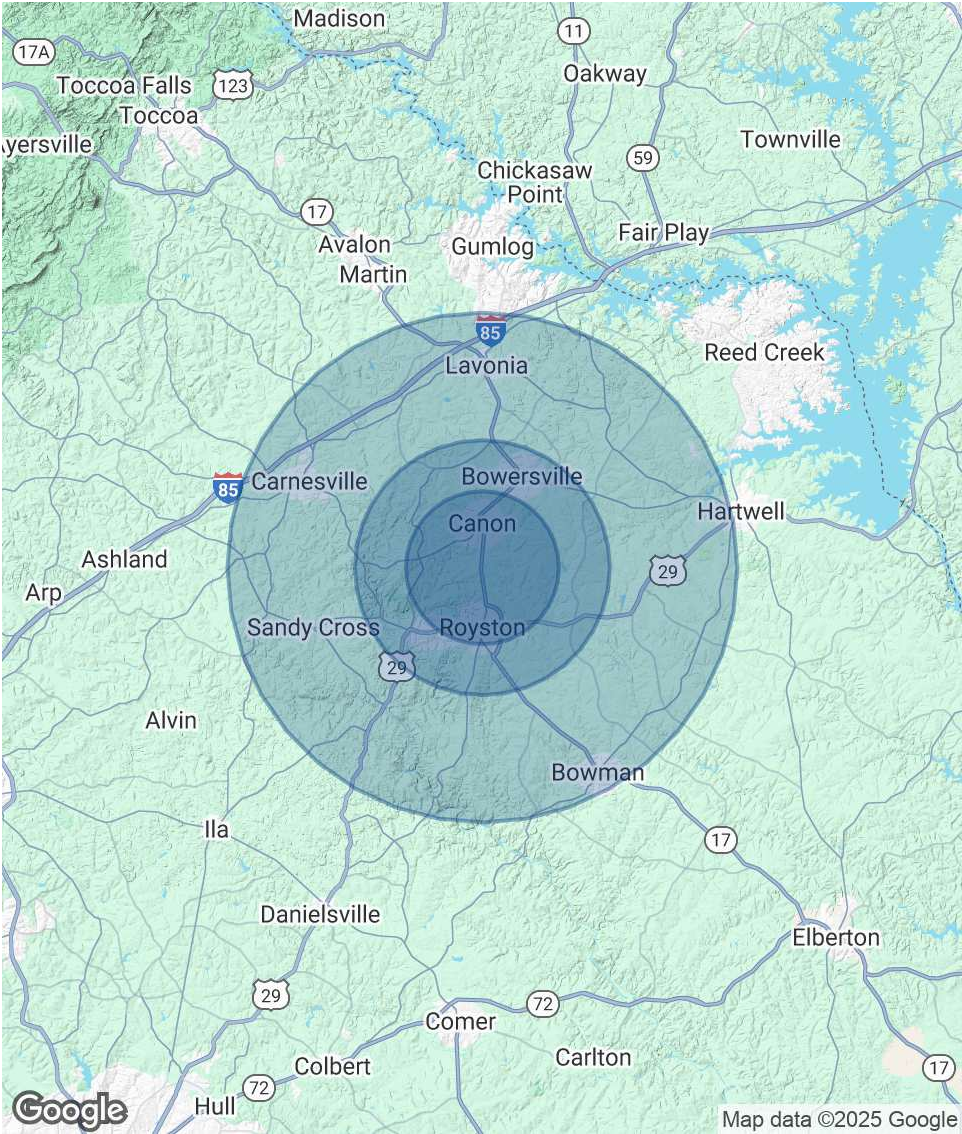 Madison
17A
11
Oakway
Toccoa Falls
123
Toccoa
Townville
Ayersville
59
Chickasaw
Point
17
Fair Play
Avalon
Gumlog
Martin
85
Reed Creek
Lavonia
Bowersville
Carnesville
85
Hartwell
Canon
Ashland
29
Arp
Sandy Cross
Royston
29
Alvin
Bowman
Ila
17
Danielsville
Elberton
29
72
Comer
Carlton
Colbert
17
72
Hull
Google
Map data ©2025 Google